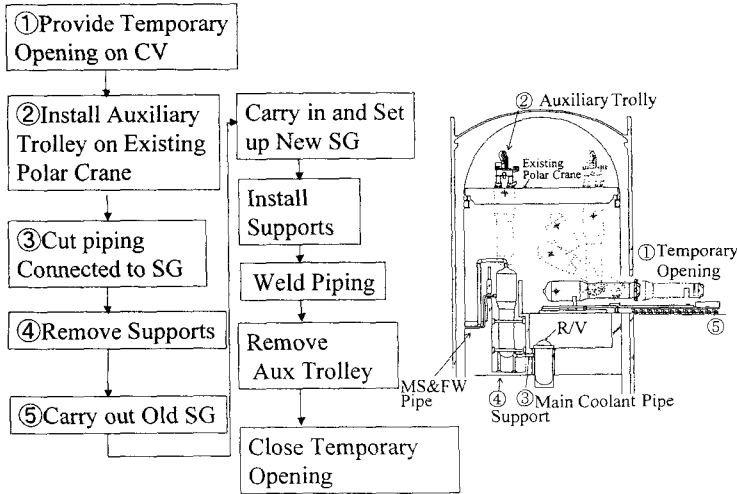 ①Provide Temporary
Opening on CV
②Install Auxiliary
Trolley on Existing
Polar Crane
③Cut piping
Connected to SG
④Remove Supports
⑤Carry out Old SG
Carry in and Set
up New SG
Install
Supports
Weld Piping
Remove
Aux Trolley
Close Temporary
Opening
② Auxiliary Trolly
Existing
Polar Crane
① Temporary
Opening
⑤
R/V
MS&FW
Pipe
④
Support
③Main Coolant Pipe